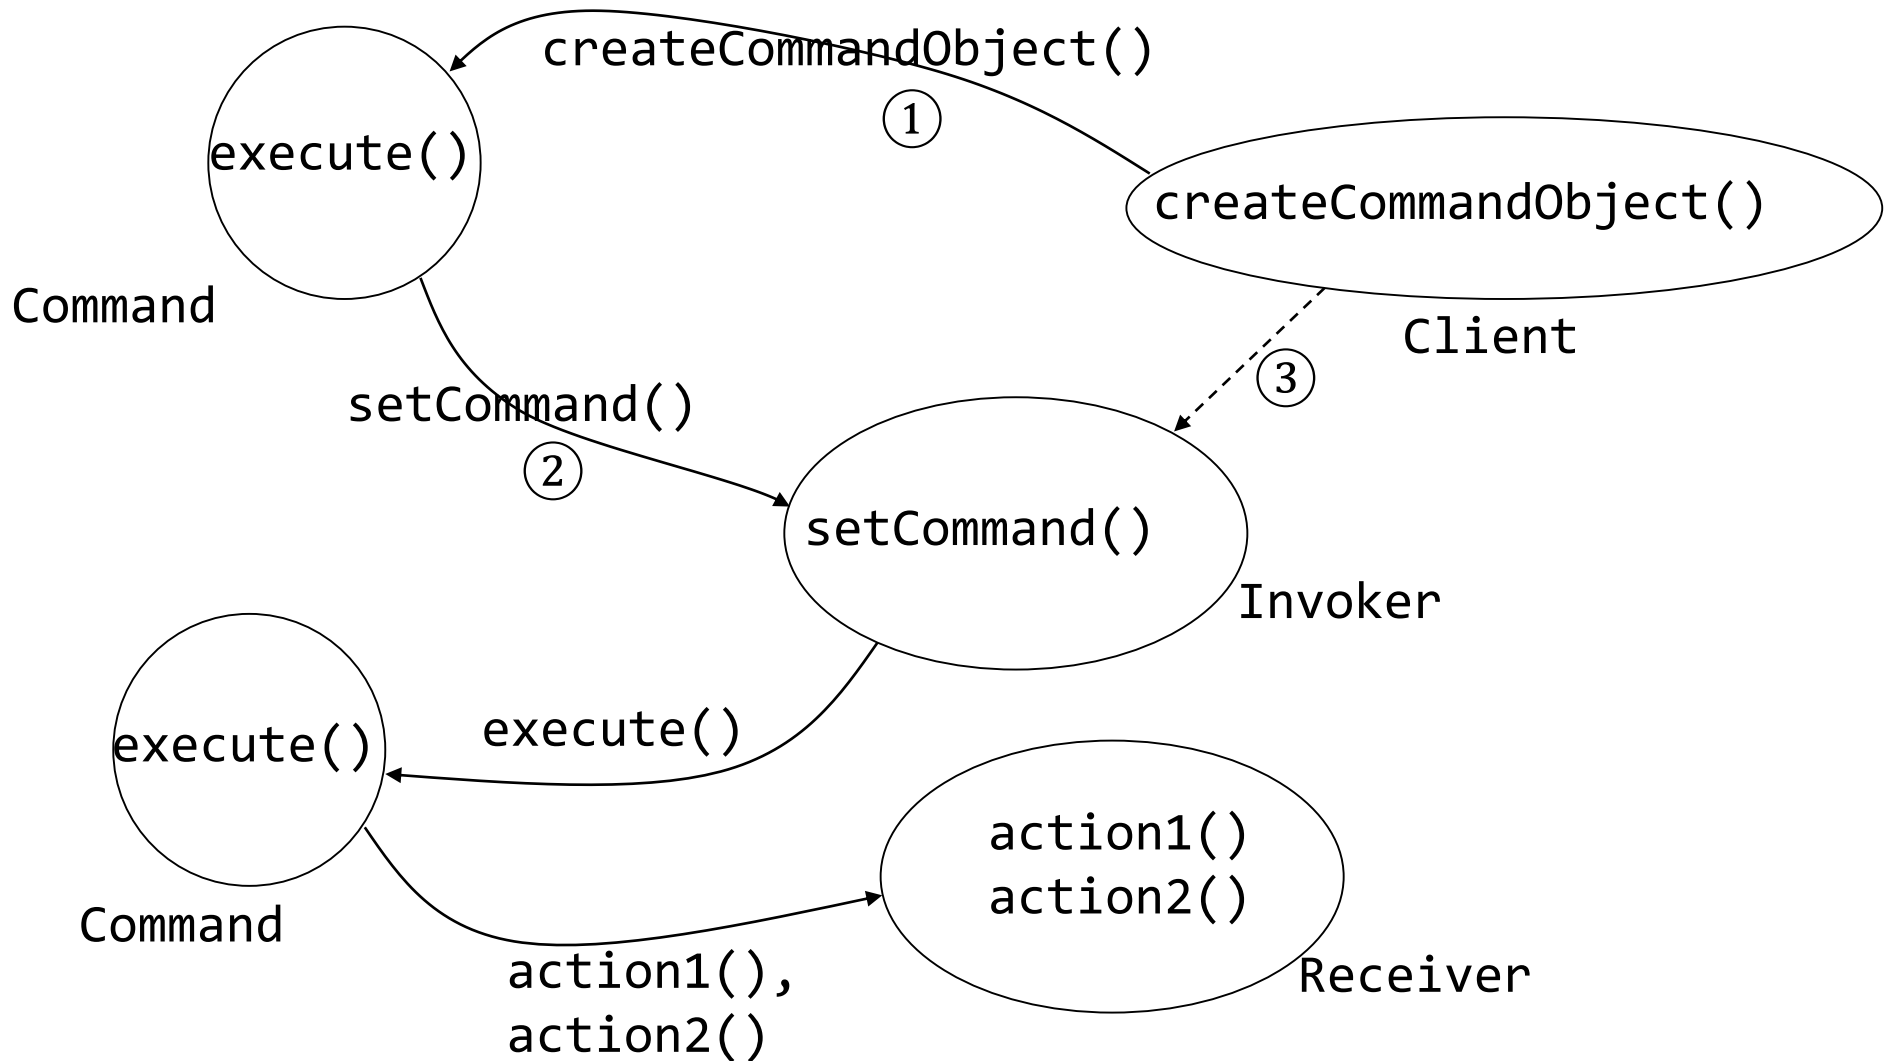 createCommandObject()
①
execute()
createCommandObject()
Command
Client
③
setCommand()
②
setCommand()
Invoker
execute()
execute()
action1()
action2()
Command
Receiver
action1(),
action2()